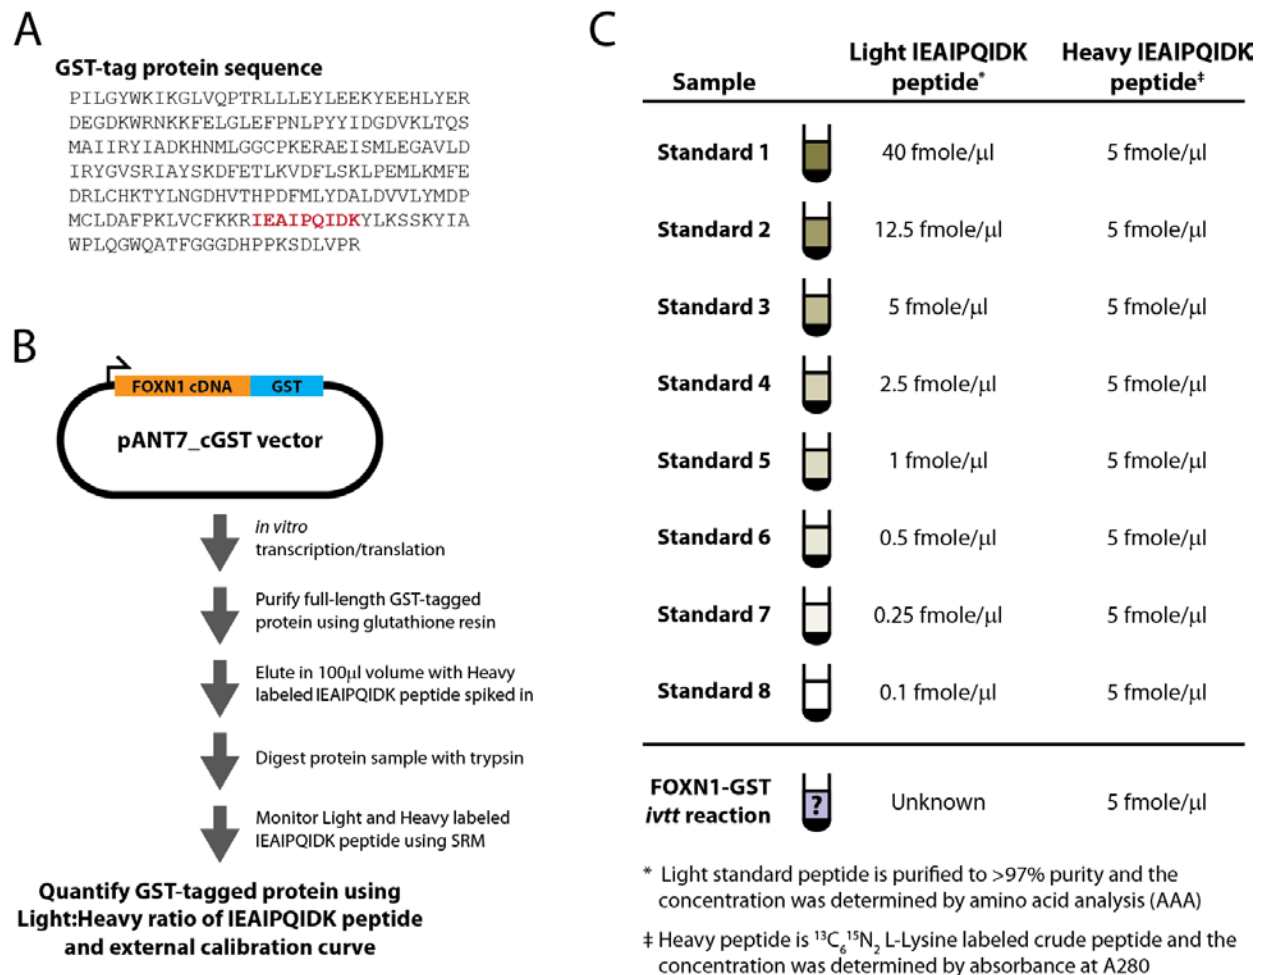 A
GST-tag protein sequence
PILGYWKIKGLVQPTRLLLEYLEEKYEEHLYER
DEGDKWRNKKFELGLEFPNLPYYIDGDVKLTQS
MAIIRYIADKHNMLGGCPKERAEISMLEGAVLD
IRYGVSRIAYSKDFETLKVDFLSKLPEMLKMFE
DRLCHKTYLNGDHVTHPDFMLYDALDVVLYMDP
MCLDAFPKLVCFKKRIEAIPQIDKYLKSSKYIA
WPLQGWQATFGGGDHPPKSDLVPR
B
FOXN1 cDNA GST
pANT7_cGST vector
in vitro
transcription/translation
Purify full-length GST-tagged
protein using glutathione resin
Elute in 100µl volume with Heavy
labeled IEAIPQIDK peptide spiked in
Digest protein sample with trypsin
Monitor Light and Heavy labeled
IEAIPQIDK peptide using SRM
Quantify GST-tagged protein using
Light:Heavy ratio of IEAIPQIDK peptide
and external calibration curve
C
Light IEAIPQIDK Heavy IEAIPQIDK
Sample peptide* peptide‡
Standard 1 40 fmole/µl 5 fmole/µl
Standard 2 12.5 fmole/µl 5 fmole/µl
Standard 3 5 fmole/µl 5 fmole/µl
Standard 4 2.5 fmole/µl 5 fmole/µl
Standard 5 1 fmole/µl 5 fmole/µl
Standard 6 0.5 fmole/µl 5 fmole/µl
Standard 7 0.25 fmole/µl 5 fmole/µl
Standard 8 0.1 fmole/µl 5 fmole/µl
FOXN1-GST
ivtt reaction ? Unknown 5 fmole/µl
* Light standard peptide is purified to >97% purity and the
concentration was determined by amino acid analysis (AAA)
‡ Heavy peptide is ¹³C₆¹⁵N₂ L-Lysine labeled crude peptide and the
concentration was determined by absorbance at A280